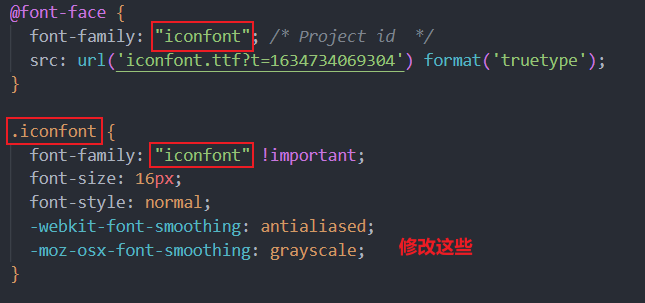 @font-face {
  font-family: "iconfont"; /* Project id  */
  src: url('iconfont.ttf?t=1634734069304') format('truetype');
}
.iconfont {
  font-family: "iconfont" !important;
  font-size: 16px;
  font-style: normal;
  -webkit-font-smoothing: antialiased;
  -moz-osx-font-smoothing: grayscale;
修改这些
}